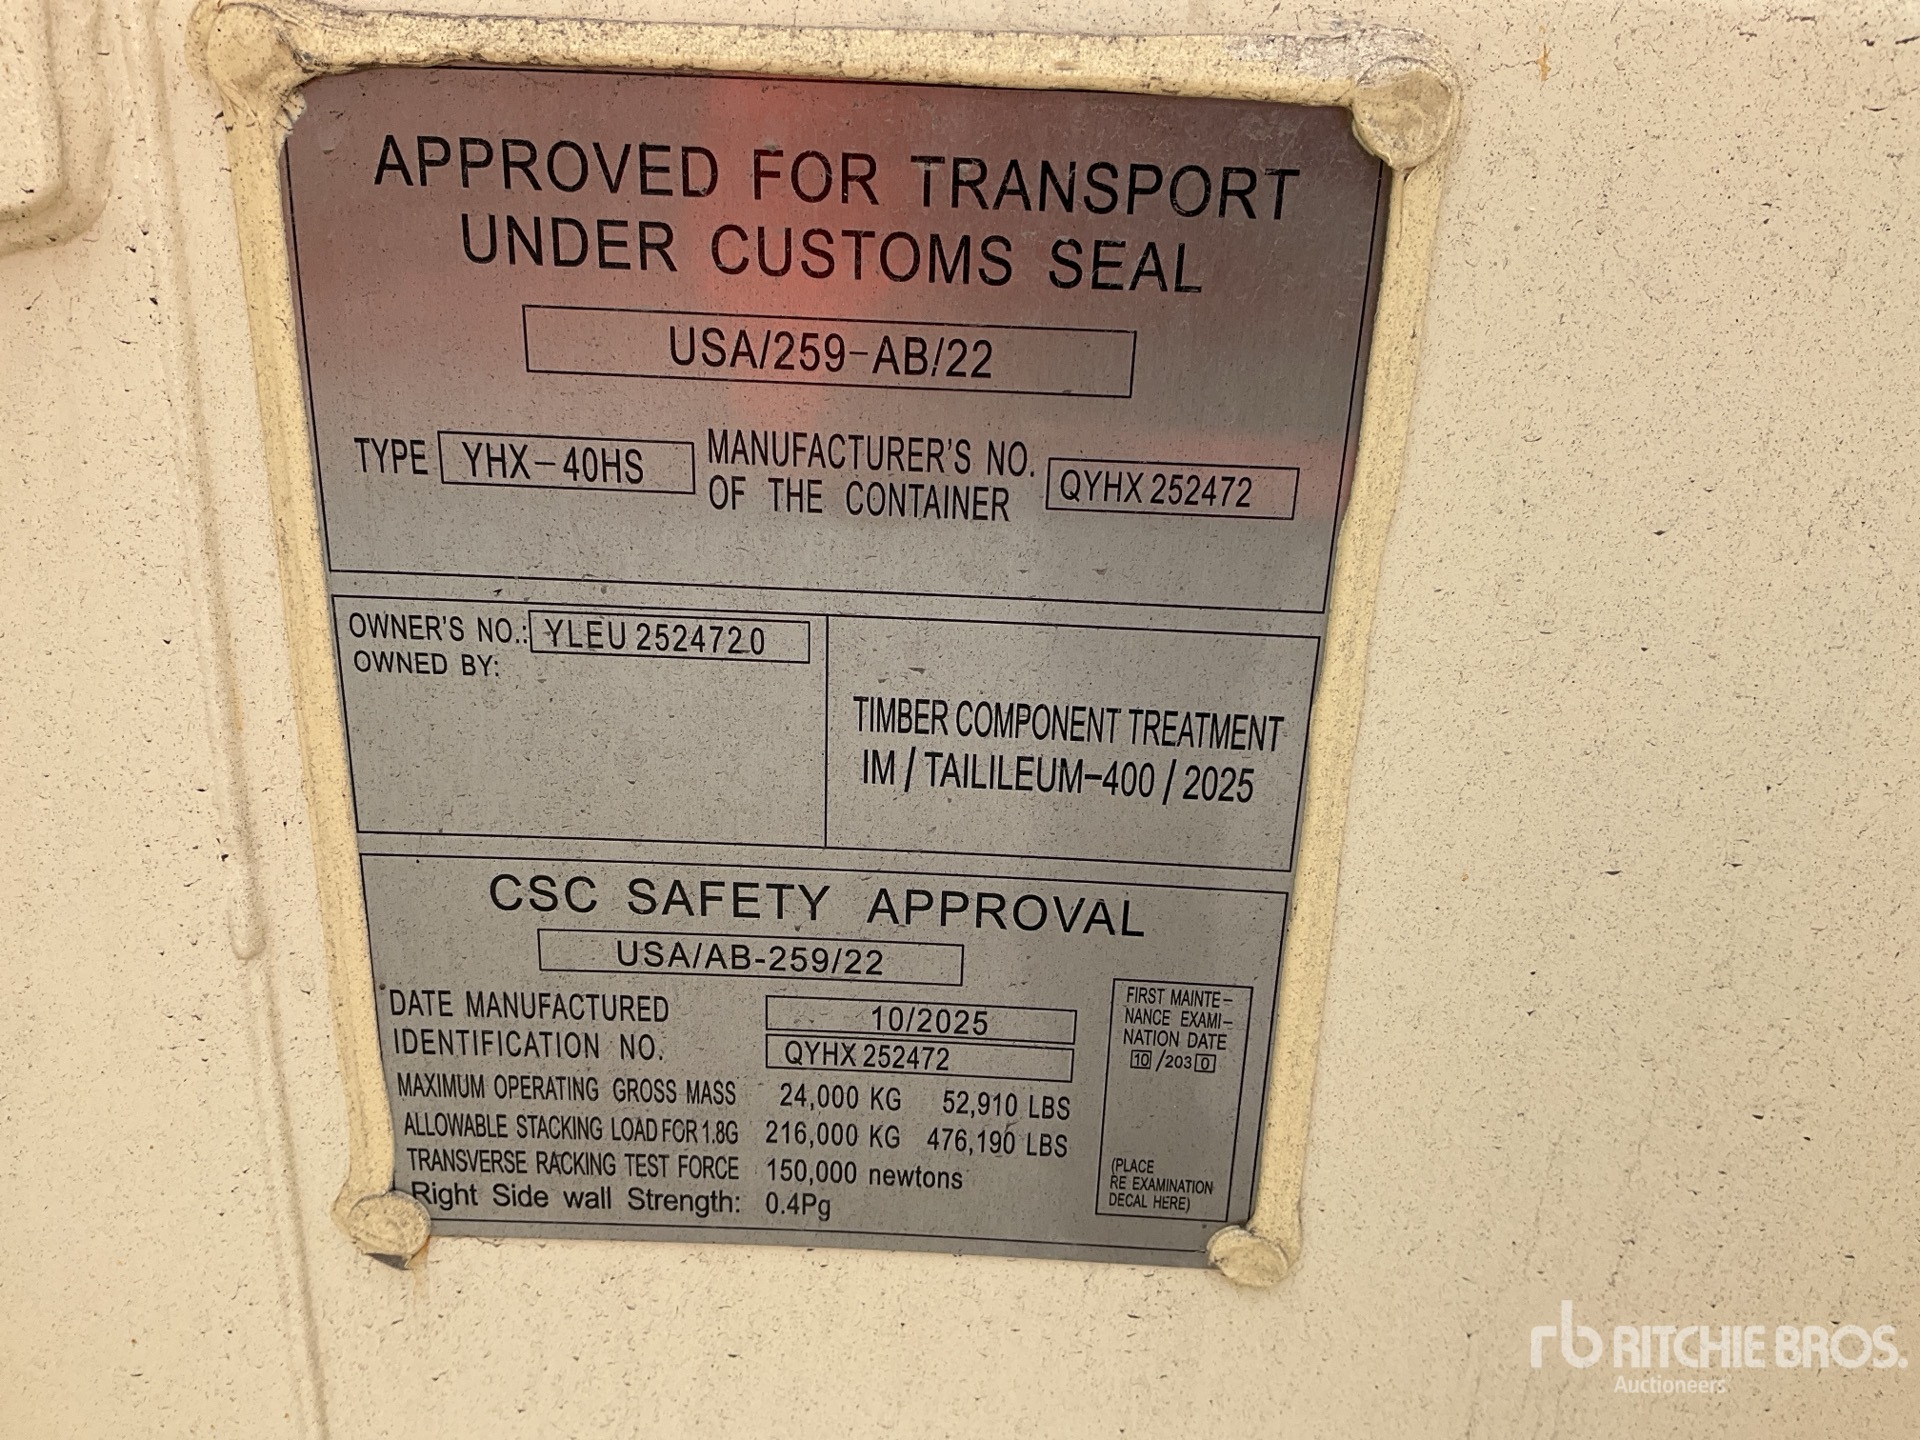 APPROVED FOR TRANSPORT
UNDER CUSTOMS SEAL
USA/259-AB/22
TYPE YHX-40HS MANUFACTURER'S NO. OF THE CONTAINER QYHX 252472
OWNER'S NO.: YLEU 252472 0
OWNED BY:
TIMBER COMPONENT TREATMENT
IM / TAILILEUM-400 / 2025
CSC SAFETY APPROVAL
USA/AB-259/22
DATE MANUFACTURED 10/2025
IDENTIFICATION NO. QYHX 252472
MAXIMUM OPERATING GROSS MASS 24,000 KG 52,910 LBS
ALLOWABLE STACKING LOAD FOR 1.8G 216,000 KG 476,190 LBS
TRANSVERSE RACKING TEST FORCE 150,000 newtons
Right Side wall Strength: 0.4Pg
FIRST MAINTE-
NANCE EXAMI-
NATION DATE
10 /2030
(PLACE
RE EXAMINATION
DECAL HERE)
rb RITCHIE BROS.
Auctioneers